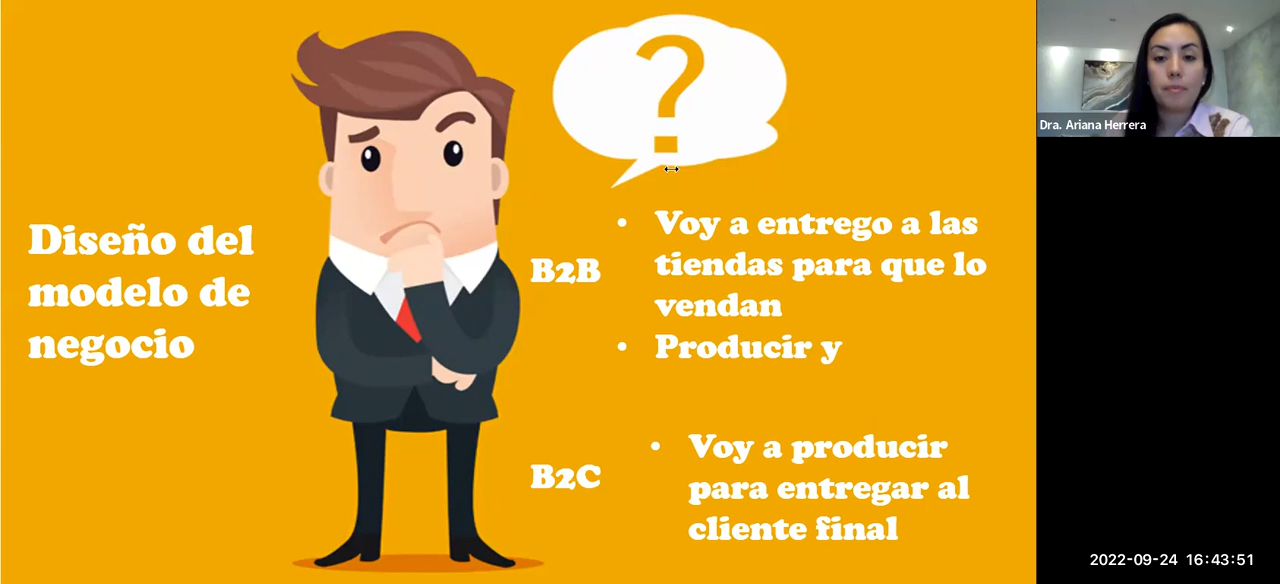 ?
Diseño del
modelo de
negocio
B2B
• Voy a entrego a las
tiendas para que lo
vendan
• Producir y
B2C
• Voy a producir
para entregar al
cliente final
Dra. Ariana Herrera
2022-09-24 16:43:51